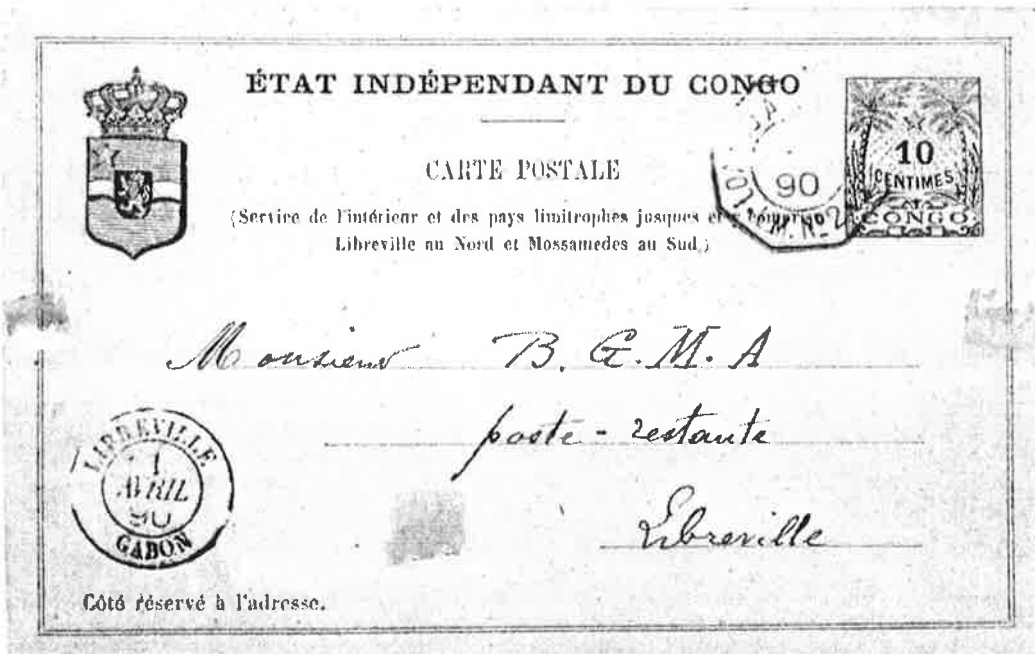 ÉTAT INDÉPENDANT DU CONGO
CARTE POSTALE
(Service de l'intérieur et des pays limitrophes jusques et y compris
Libreville au Nord et Mossamedes au Sud.)
10
CENTIMES
CONGO
90
L. M. No 2
Monsieur B. G. M. A
poste - restante
Libreville
LIBREVILLE
1
AVRIL
90
GABON
Côté réservé à l'adresse.